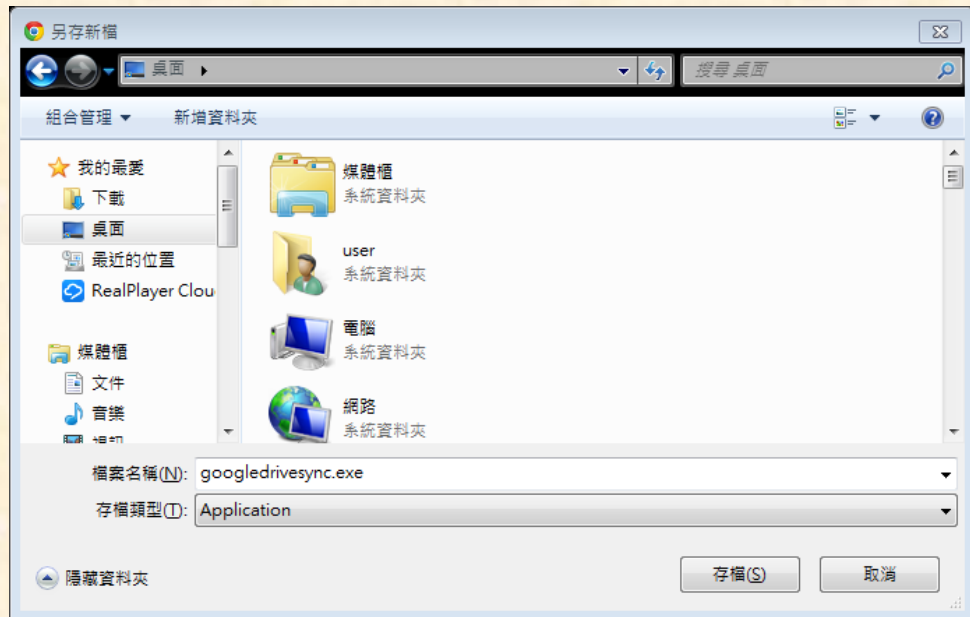 另存新檔
桌面
搜尋 桌面
組合管理
新增資料夾
我的最愛
下載
桌面
最近的位置
RealPlayer Clou
媒體櫃
文件
音樂
視訊
媒體櫃
系統資料夾
user
系統資料夾
電腦
系統資料夾
網路
系統資料夾
檔案名稱(N): googledrivesync.exe
存檔類型(T): Application
隱藏資料夾
存檔(S)
取消